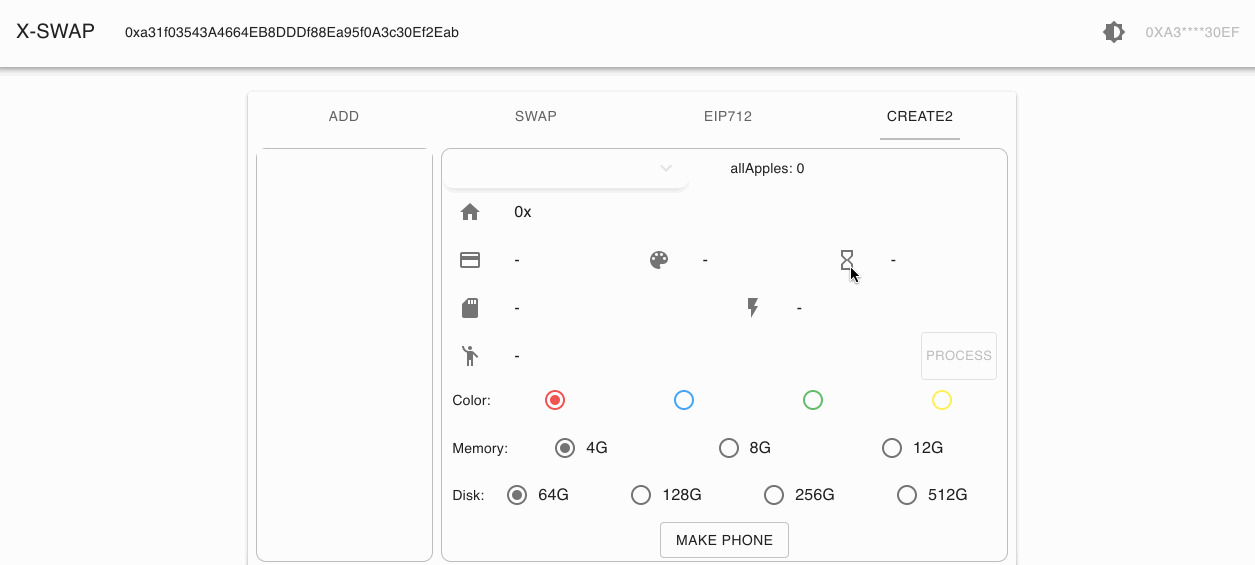 X-SWAP 0xa31f03543A4664EB8DDDf88Ea95f0A3c30Ef2Eab 0XA3****30EF
ADD SWAP EIP712 CREATE2
allApples: 0
0x
- - -
- -
- PROCESS
Color:
Memory: 4G 8G 12G
Disk: 64G 128G 256G 512G
MAKE PHONE